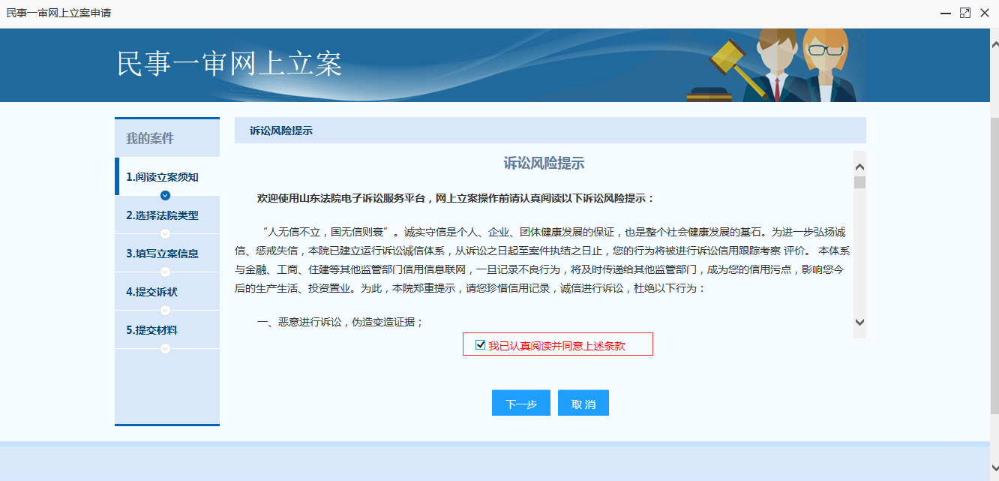 民事一审网上立案申请
民事一审网上立案
我的案件
1.阅读立案须知
2.选择法院类型
3.填写立案信息
4.提交诉状
5.提交材料
诉讼风险提示
诉讼风险提示
欢迎使用山东法院电子诉讼服务平台，网上立案操作前请认真阅读以下诉讼风险提示：
“人无信不立，国无信则衰”。诚实守信是个人、企业、团体健康发展的保证，也是整个社会健康发展的基石。为进一步弘扬诚
信、惩戒失信，本院已建立运行诉讼诚信体系，从诉讼之日起至案件执结之日止，您的行为将被进行诉讼信用跟踪考察 评价。 本体系
与金融、工商、住建等其他监管部门信用信息联网，一旦记录不良行为，将及时传递给其他监管部门，成为您的信用污点，影响您今
后的生产生活、投资置业。为此，本院郑重提示，请您珍惜信用记录，诚信进行诉讼，杜绝以下行为：
一、恶意进行诉讼，伪造变造证据；
我已认真阅读并同意上述条款
下一步
取 消